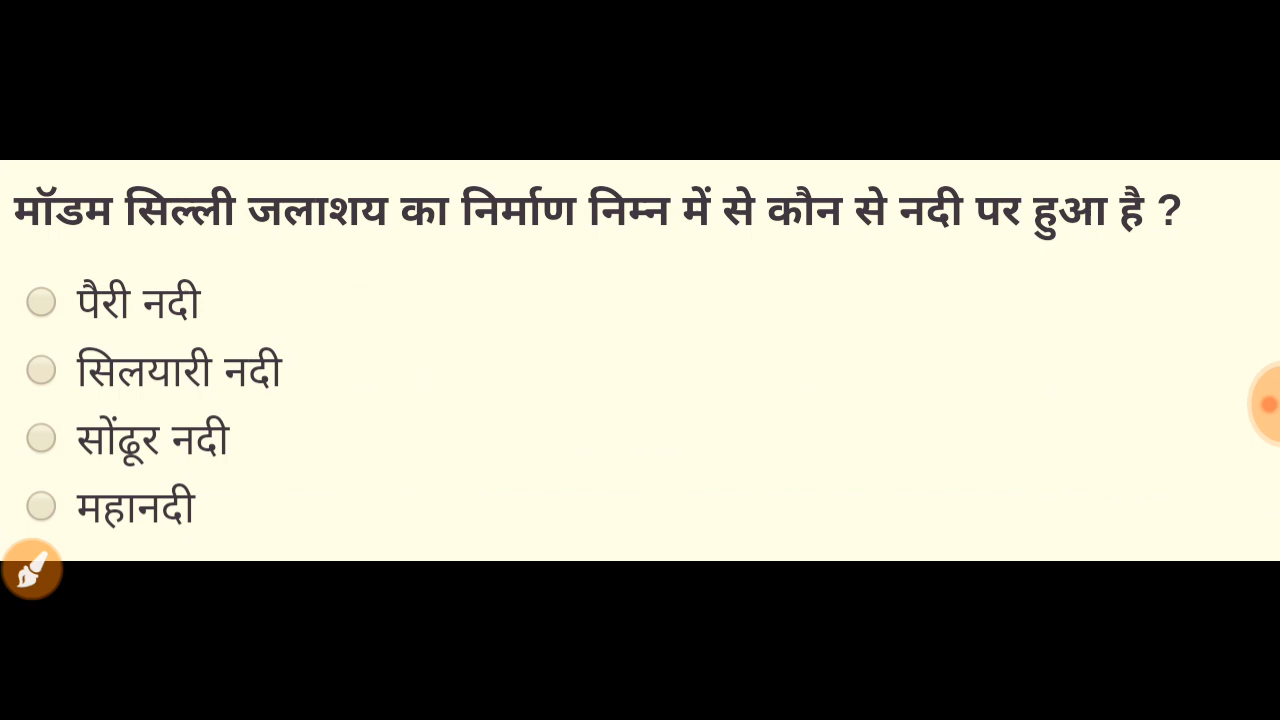 मॉडम सिल्ली जलाशय का निर्माण निम्न में से कौन से नदी पर हुआ है ?
पैरी नदी
सिलयारी नदी
सोंढूर नदी
महानदी